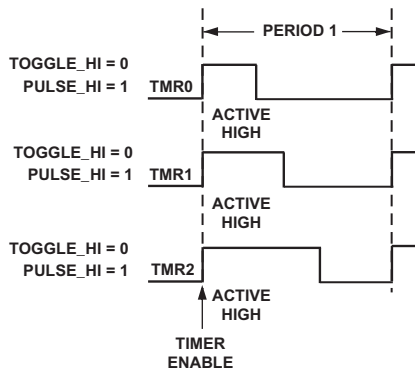 PERIOD 1
TOGGLE_HI = 0
PULSE_HI = 1 TMR0
ACTIVE
HIGH
TOGGLE_HI = 0
PULSE_HI = 1 TMR1
ACTIVE
HIGH
TOGGLE_HI = 0
PULSE_HI = 1 TMR2
ACTIVE
HIGH
TIMER
ENABLE